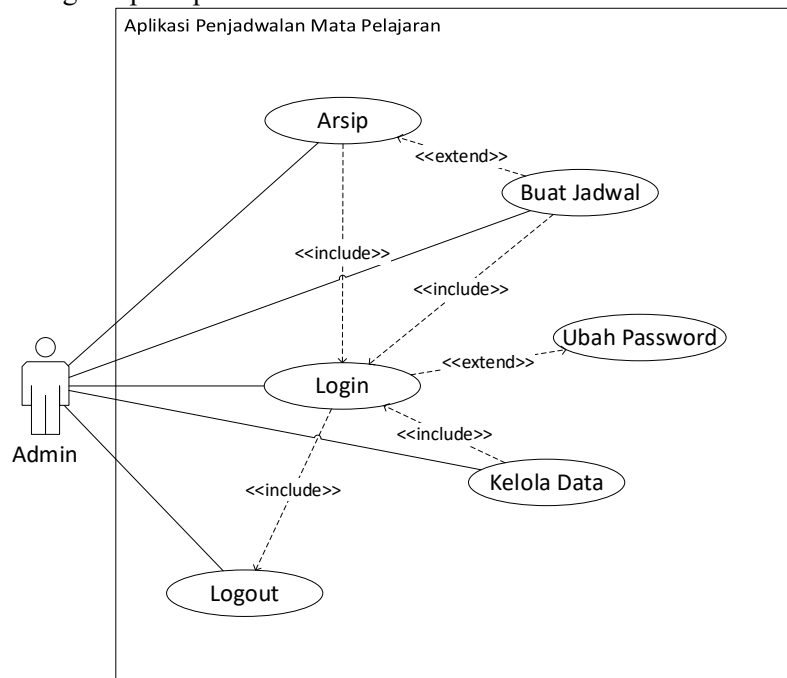 Aplikasi Penjadwalan Mata Pelajaran
Arsip
<<extend>>
Buat Jadwal
<<include>>
<<include>>
Ubah Password
<<extend>>
Login
<<include>>
Admin
Kelola Data
<<include>>
Logout